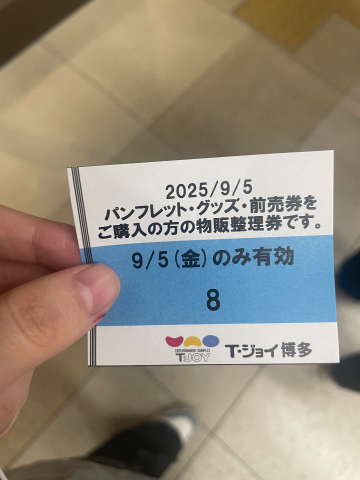 2025/9/5
パンフレット・グッズ・前売券を
ご購入の方の物販整理券です。
9/5(金)のみ有効
8
ENTERTAINMENT COMPLEX
T・JOY
T・ジョイ博多